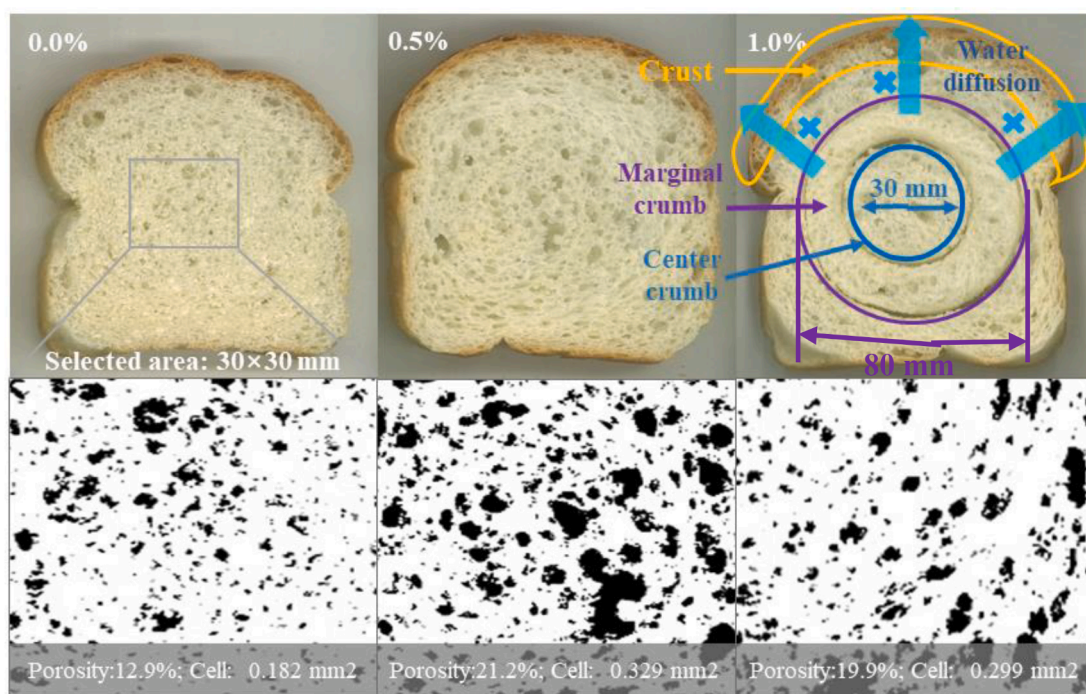 0.0%
0.5%
1.0%
Crust
Water
diffusion
Marginal
crumb
30 mm
Center
crumb
Selected area: 30×30 mm
80 mm
Porosity:12.9%; Cell: 0.182 mm2
Porosity:21.2%; Cell: 0.329 mm2
Porosity:19.9%; Cell: 0.299 mm2